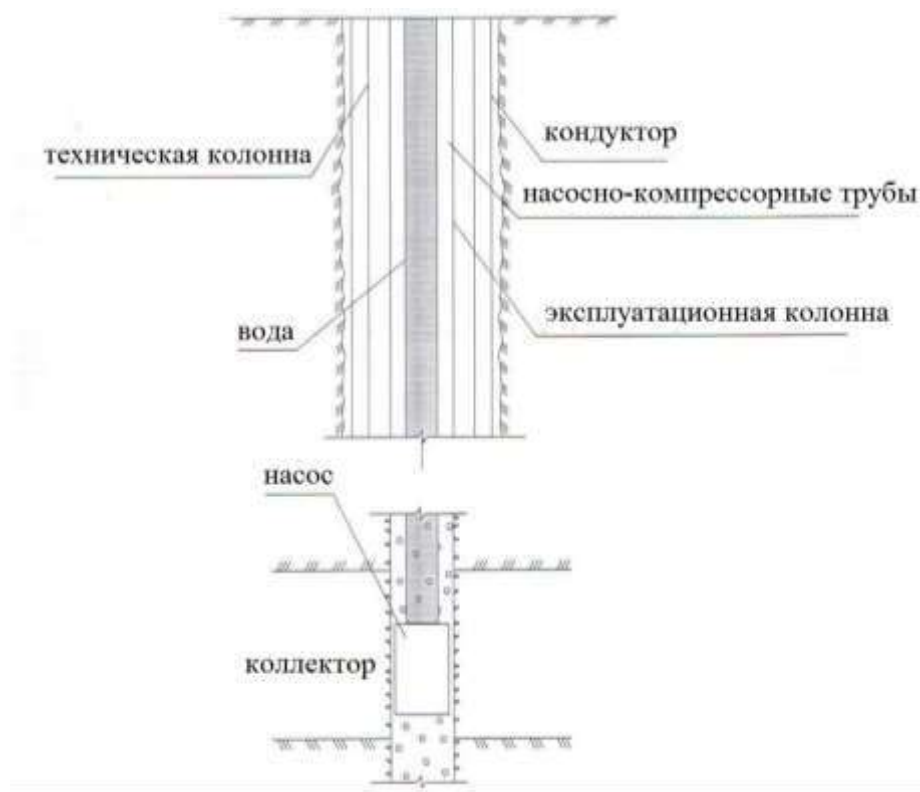 кондуктор
техническая колонна
насосно-компрессорные трубы
эксплуатационная колонна
вода
насос
коллектор